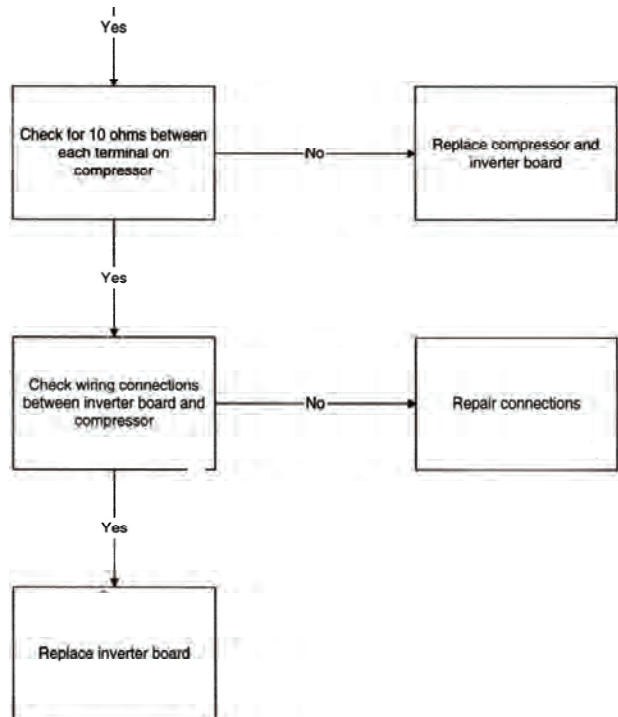 Yes
Check for 10 ohms between
each terminal on
compressor
No
Replace compressor and
inverter board
Yes
Check wiring connections
between inverter board and
compressor
No
Repair connections
Yes
Replace inverter board